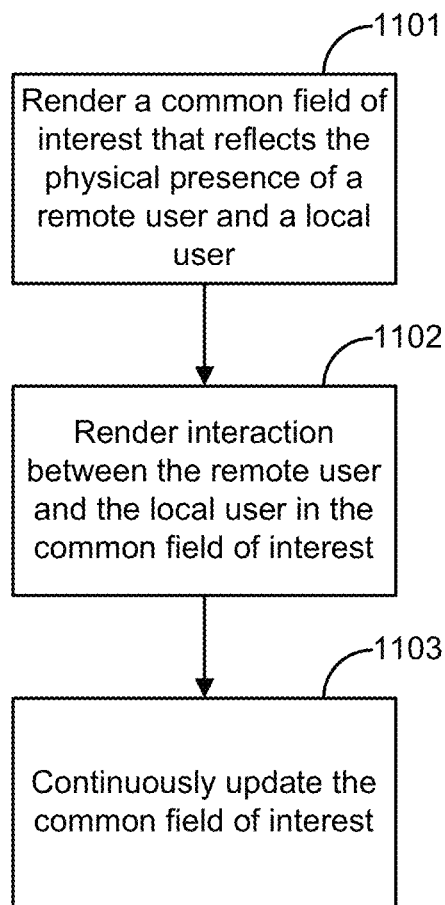 1101
Render a common field of
interest that reflects the
physical presence of a
remote user and a local
user
1102
Render interaction
between the remote user
and the local user in the
common field of interest
1103
Continuously update the
common field of interest